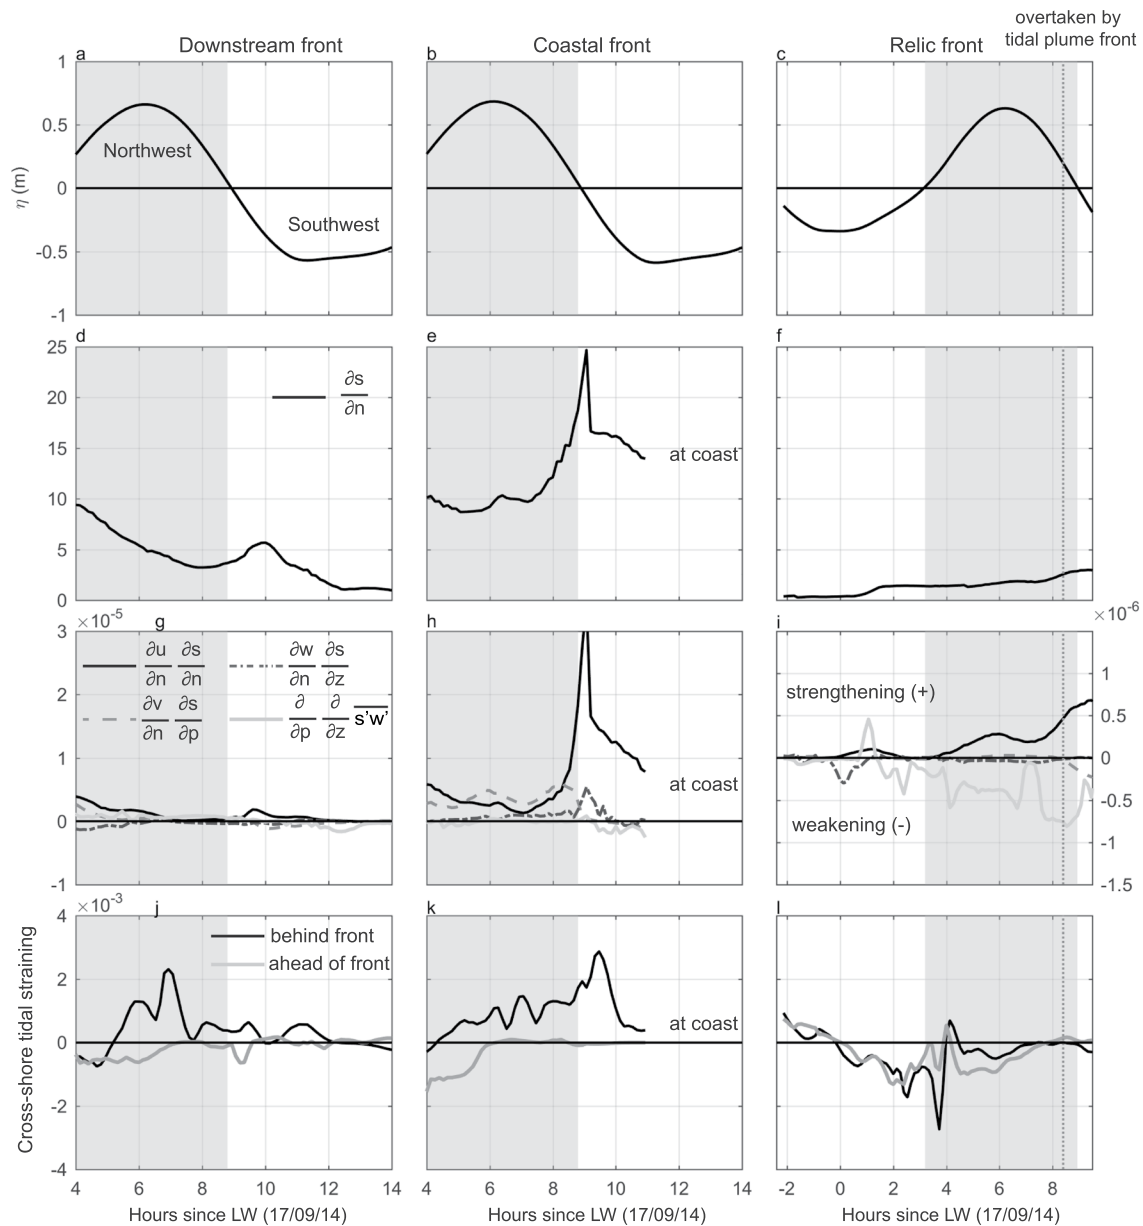 overtaken by
tidal plume front
Downstream front
Coastal front
Relic front
a
b
c
1
0.5
0
-0.5
-1
η (m)
Northwest
Southwest
d
e
f
25
20
15
10
5
0
∂s
∂n
at coast
×10⁻⁵
g
h
i
×10⁻⁶
3
2
1
0
-1
∂u ∂s
∂n ∂n
∂w ∂s
∂n ∂z
∂v ∂s
∂n ∂p
∂ ∂
∂p ∂z s'w'
at coast
strengthening (+)
weakening (-)
1
0.5
0
-0.5
-1
-1.5
×10⁻³
j
k
l
4
2
0
-2
-4
Cross-shore tidal straining
behind front
ahead of front
at coast
4 6 8 10 12 14
4 6 8 10 12 14
-2 0 2 4 6 8
Hours since LW (17/09/14)
Hours since LW (17/09/14)
Hours since LW (17/09/14)